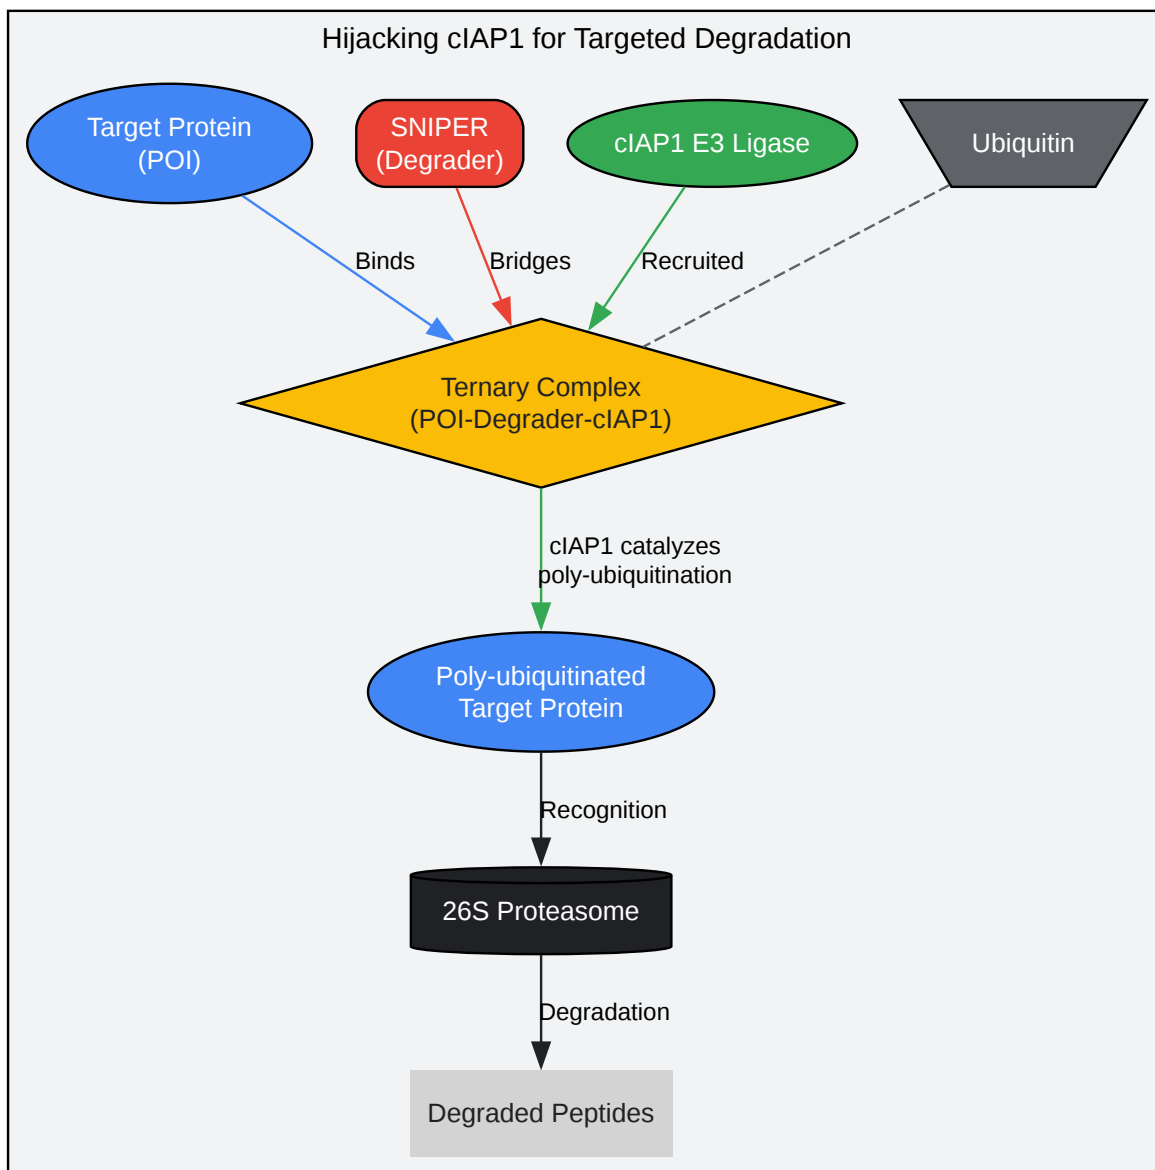 Hijacking cIAP1 for Targeted Degradation
Target Protein
(POI)
SNIPER
(Degrader)
cIAP1 E3 Ligase
Ubiquitin
Binds
Bridges
Recruited
Ternary Complex
(POI-Degrader-cIAP1)
cIAP1 catalyzes
poly-ubiquitination
Poly-ubiquitinated
Target Protein
Recognition
26S Proteasome
Degradation
Degraded Peptides